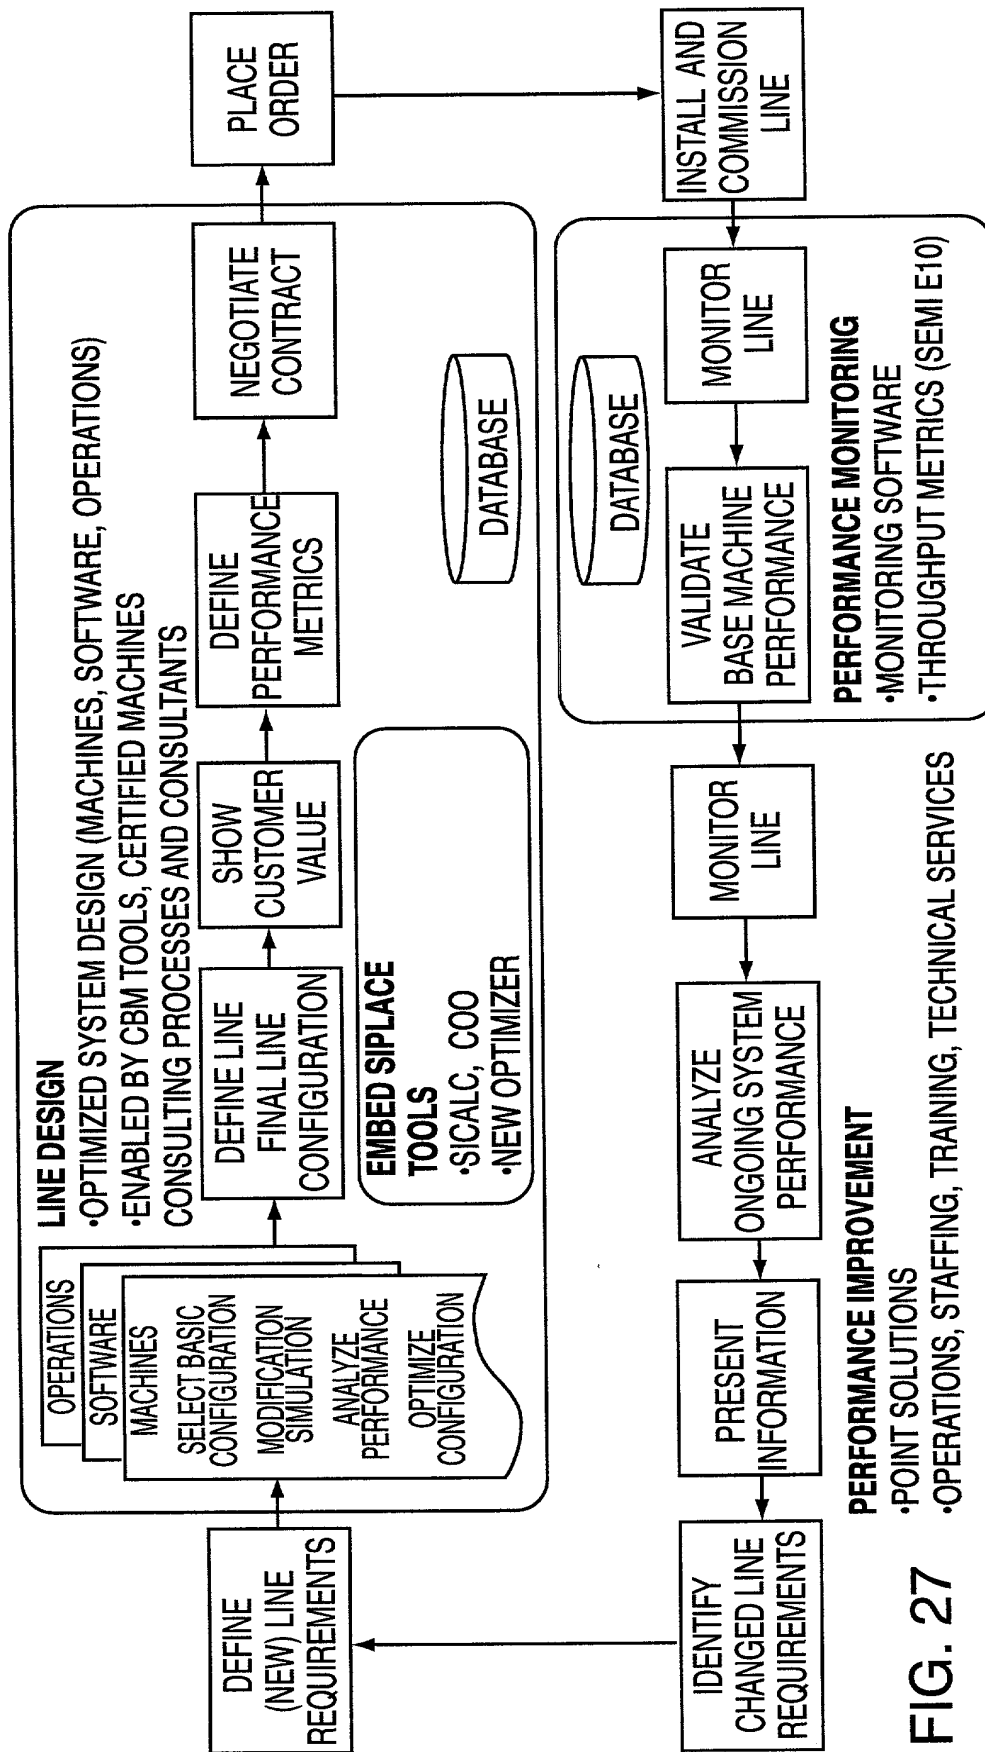 LINE DESIGN
•OPTIMIZED SYSTEM DESIGN (MACHINES, SOFTWARE, OPERATIONS)
•ENABLED BY CBM TOOLS, CERTIFIED MACHINES
CONSULTING PROCESSES AND CONSULTANTS
DEFINE
(NEW) LINE
REQUIREMENTS
OPERATIONS
SOFTWARE
MACHINES
SELECT BASIC
CONFIGURATION
MODIFICATION
SIMULATION
ANALYZE
PERFORMANCE
OPTIMIZE
CONFIGURATION
DEFINE LINE
FINAL LINE
CONFIGURATION
SHOW
CUSTOMER
VALUE
DEFINE
PERFORMANCE
METRICS
NEGOTIATE
CONTRACT
PLACE
ORDER
EMBED SIPLACE
TOOLS
•SICALC, COO
•NEW OPTIMIZER
DATABASE
DATABASE
INSTALL AND
COMMISSION
LINE
MONITOR
LINE
VALIDATE
BASE MACHINE
PERFORMANCE
PERFORMANCE MONITORING
•MONITORING SOFTWARE
•THROUGHPUT METRICS (SEMI E10)
MONITOR
LINE
ANALYZE
ONGOING SYSTEM
PERFORMANCE
PRESENT
INFORMATION
IDENTIFY
CHANGED LINE
REQUIREMENTS
PERFORMANCE IMPROVEMENT
•POINT SOLUTIONS
•OPERATIONS, STAFFING, TRAINING, TECHNICAL SERVICES
FIG. 27